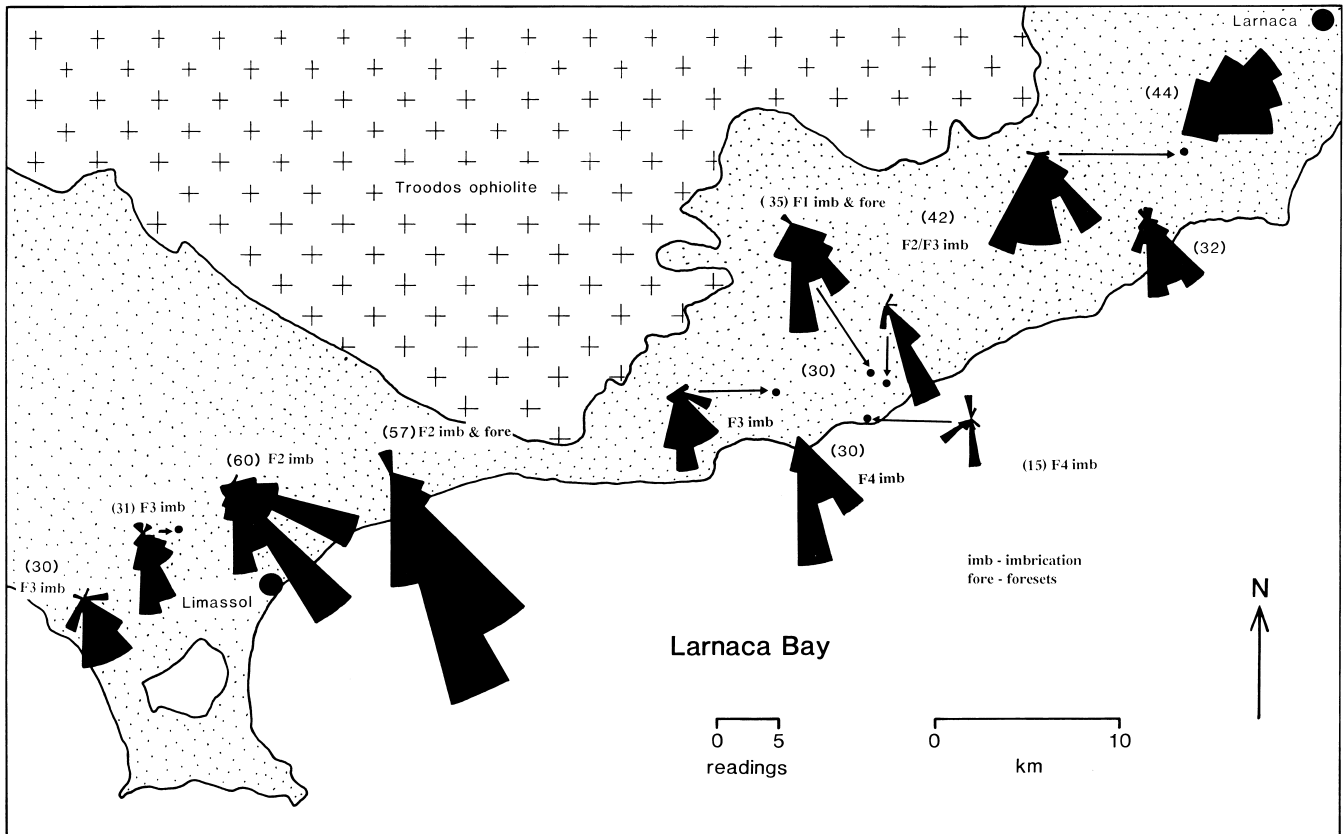 Larnaca
(44)
Troodos ophiolite
(35) F1 imb & fore
(42)
F2/F3 imb
(32)
(30)
F3 imb
(57) F2 imb & fore
(30)
F4 imb
(15) F4 imb
(60) F2 imb
(31) F3 imb
(30)
F3 imb
Limassol
imb - imbrication
fore - foresets
N
Larnaca Bay
0 5
readings
0 10
km